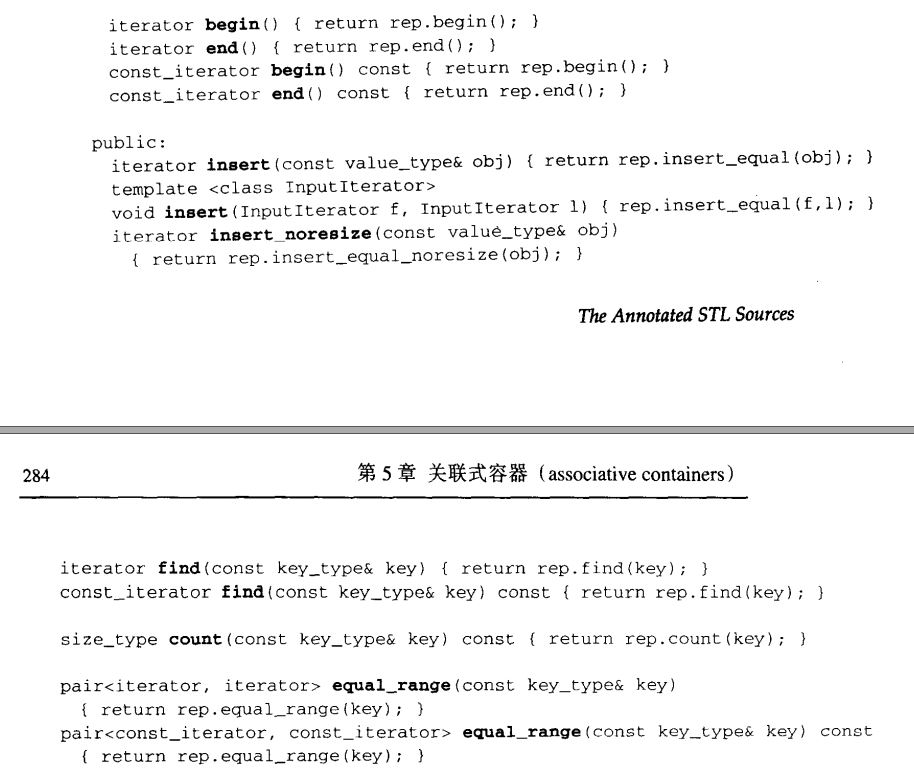 iterator begin() { return rep.begin(); }
iterator end() { return rep.end(); }
const_iterator begin() const { return rep.begin(); }
const_iterator end() const { return rep.end(); }
public:
iterator insert(const value_type& obj) { return rep.insert_equal(obj); }
template <class InputIterator>
void insert(InputIterator f, InputIterator l) { rep.insert_equal(f,l); }
iterator insert_noresize(const value_type& obj)
{ return rep.insert_equal_noresize(obj); }
The Annotated STL Sources
284 第 5 章 关联式容器（associative containers）
iterator find(const key_type& key) { return rep.find(key); }
const_iterator find(const key_type& key) const { return rep.find(key); }
size_type count(const key_type& key) const { return rep.count(key); }
pair<iterator, iterator> equal_range(const key_type& key)
{ return rep.equal_range(key); }
pair<const_iterator, const_iterator> equal_range(const key_type& key) const
{ return rep.equal_range(key); }